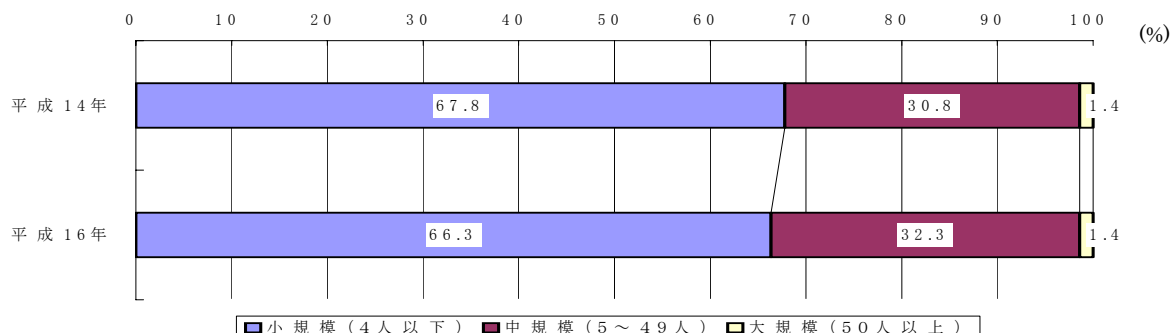 0 10 20 30 40 50 60 70 80 90 100
(%)
平成14年 67.8 30.8 1.4
平成16年 66.3 32.3 1.4
小規模(4人以下) 中規模(5～49人) 大規模(50人以上)